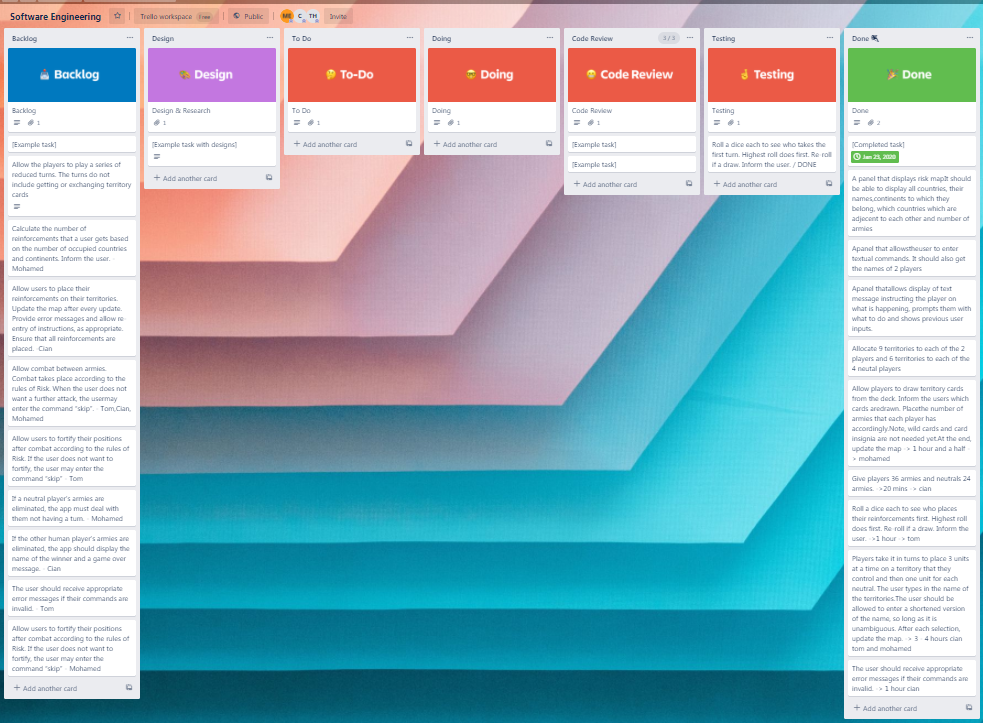 Software Engineering
Trello workspace Free
Public
C TH
Invite
Backlog
Backlog
Backlog
1
[Example task]
Allow the players to play a series of
reduced turns. The turns do not
include getting or exchanging territory
cards
Calculate the number of
reinforcements that a user gets based
on the number of occupied countries
and continents. Inform the user. -
Mohamed
Allow users to place their
reinforcements on their territories.
Update the map after every update.
Provide error messages and allow re-
entry of instructions, as appropriate.
Ensure that all reinforcements are
placed. -Cian
Allow combat between armies.
Combat takes place according to the
rules of Risk. When the user does not
want a further attack, the usermay
enter the command "skip". - Tom,Cian,
Mohamed
Allow users to fortify their positions
after combat according to the rules of
Risk. If the user does not want to
fortify, the user may enter the
command "skip" - Tom
If a neutral player's armies are
eliminated, the app must deal with
them not having a turn. - Mohamed
If the other human player's armies are
eliminated, the app should display the
name of the winner and a game over
message. - Cian
The user should receive appropriate
error messages if their commands are
invalid. - Tom
Allow users to fortify their positions
after combat according to the rules of
Risk. If the user does not want to
fortify, the user may enter the
command "skip" - Mohamed
+ Add another card
Design
Design
Design & Research
1
[Example task with designs]
+ Add another card
To Do
To-Do
To Do
1
+ Add another card
Doing
Doing
Doing
1
+ Add another card
Code Review
3 / 3
Code Review
Code Review
1
[Example task]
[Example task]
+ Add another card
Testing
Testing
Testing
1
Roll a dice each to see who takes the
first turn. Highest roll does first. Re-roll
if a draw. Inform the user. / DONE
+ Add another card
Done
Done
Done
2
[Completed task]
Jan 23, 2020
A panel that displays risk mapIt should
be able to display all countries, their
names,continents to which they
belong, which countries which are
adjecent to each other and number of
armies
Apanel that allowstheuser to enter
textual commands. It should also get
the names of 2 players
Apanel thatallows display of text
message instructing the player on
what is happening, prompts them with
what to do and shows previous user
inputs.
Allocate 9 territories to each of the 2
players and 6 territories to each of the
4 neutal players
Allow players to draw territory cards
from the deck. Inform the users which
cards aredrawn. Placethe number of
armies that each player has
accordingly.Note, wild cards and card
insignia are not needed yet.At the end,
update the map -> 1 hour and a half -
> mohamed
Give players 36 armies and neutrals 24
armies. ->20 mins -> cian
Roll a dice each to see who places
their reinforcements first. Highest roll
does first. Re-roll if a draw. Inform the
user. ->1 hour -> tom
Players take it in turns to place 3 units
at a time on a territory that they
control and then one unit for each
neutral. The user types in the name of
the territories.The user should be
allowed to enter a shortened version
of the name, so long as it is
unambiguous. After each selection,
update the map. -> 3 - 4 hours cian
tom and mohamed
The user should receive appropriate
error messages if their commands are
invalid. -> 1 hour cian
+ Add another card